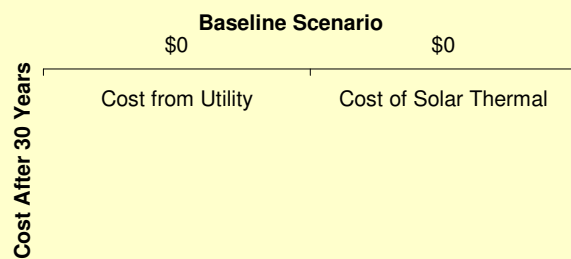 Baseline Scenario
$0 $0
Cost from Utility Cost of Solar Thermal
Cost After 30 Years